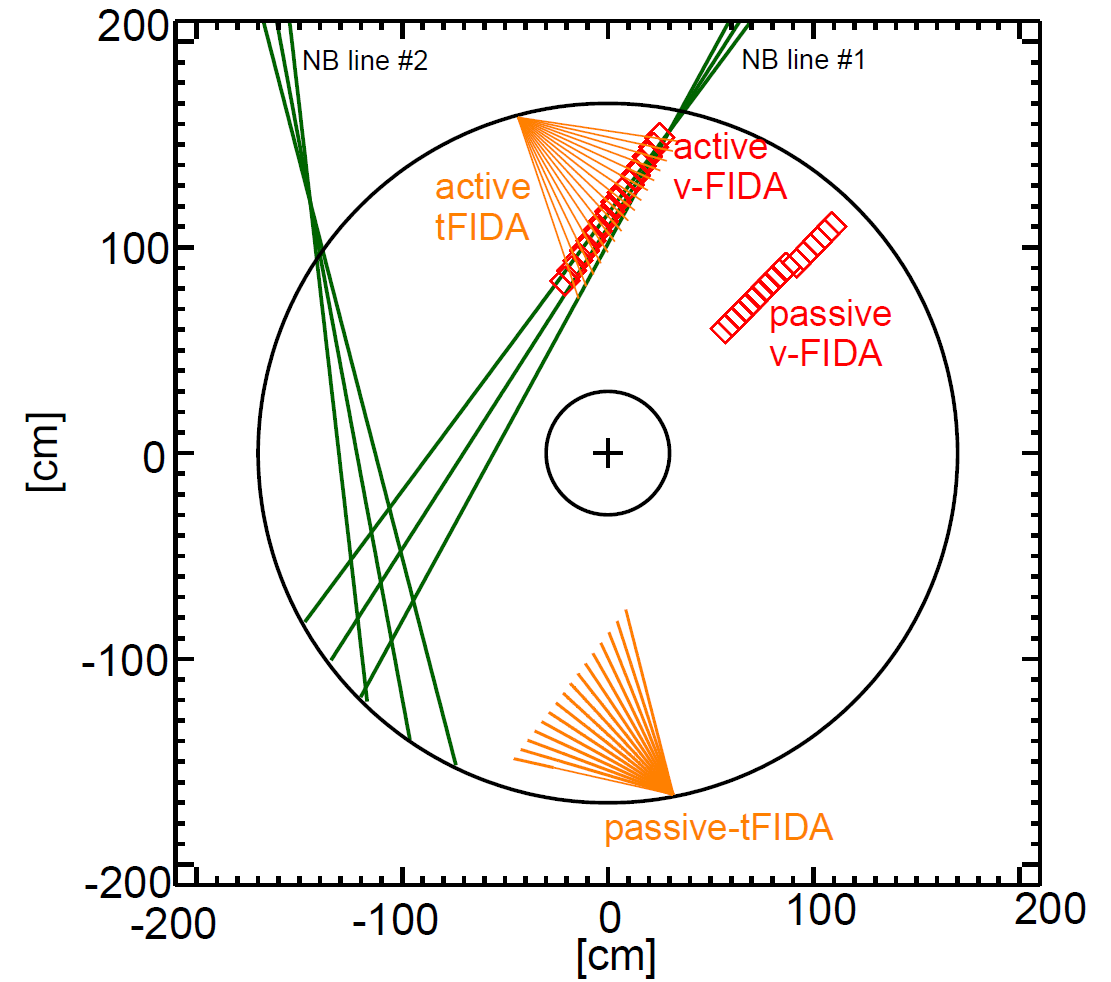 200
NB line #2
NB line #1
active
v-FIDA
active
tFIDA
100
passive
v-FIDA
0
[cm]
-100
passive-tFIDA
-200
-200
-100
0
100
200
[cm]